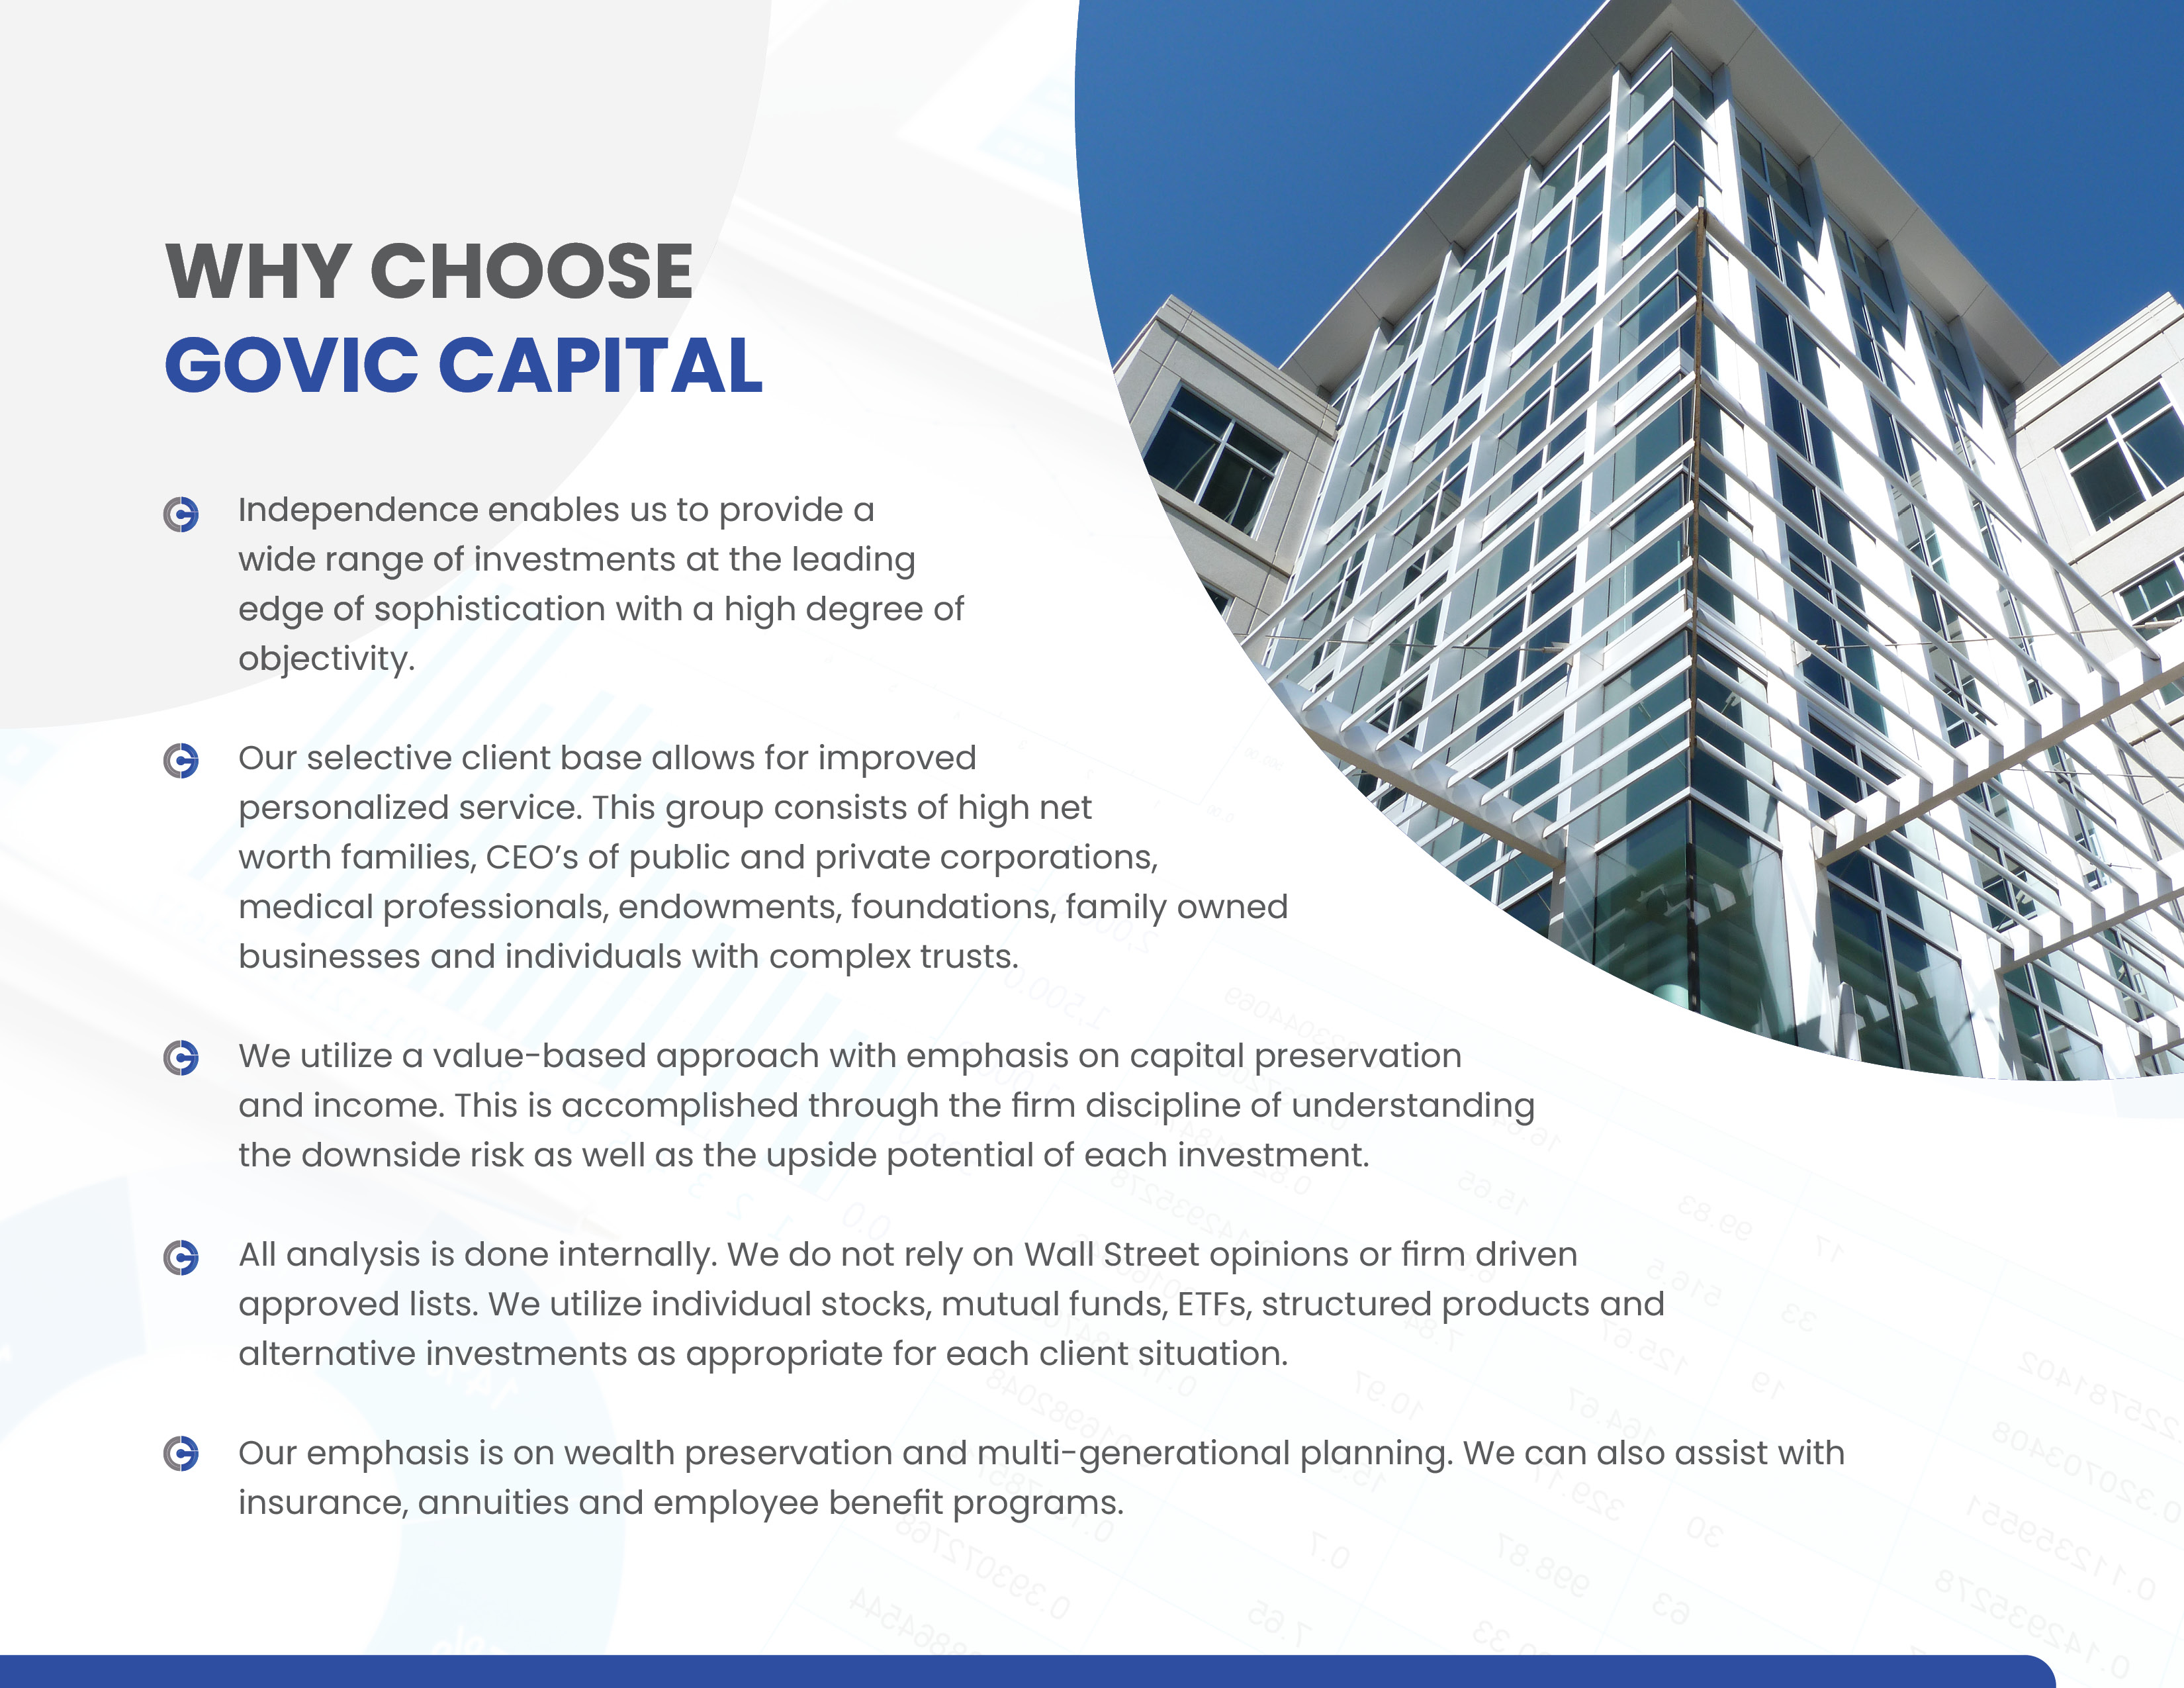 WHY CHOOSE
GOVIC CAPITAL
Independence enables us to provide a
wide range of investments at the leading
edge of sophistication with a high degree of
objectivity.
Our selective client base allows for improved
personalized service. This group consists of high net
worth families, CEO’s of public and private corporations,
medical professionals, endowments, foundations, family owned
businesses and individuals with complex trusts.
We utilize a value-based approach with emphasis on capital preservation
and income. This is accomplished through the firm discipline of understanding
the downside risk as well as the upside potential of each investment.
All analysis is done internally. We do not rely on Wall Street opinions or firm driven
approved lists. We utilize individual stocks, mutual funds, ETFs, structured products and
alternative investments as appropriate for each client situation.
Our emphasis is on wealth preservation and multi-generational planning. We can also assist with
insurance, annuities and employee benefit programs.